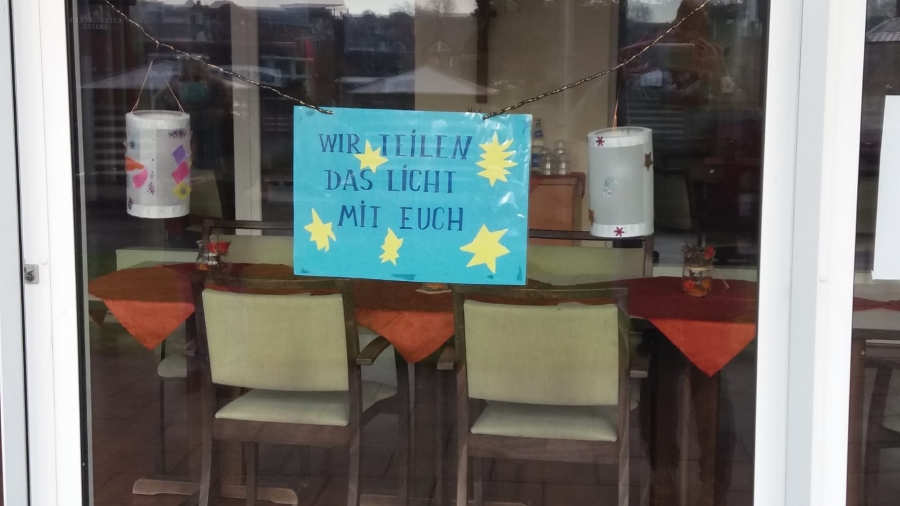 WIR TEILEN
DAS LICHT
MIT EUCH